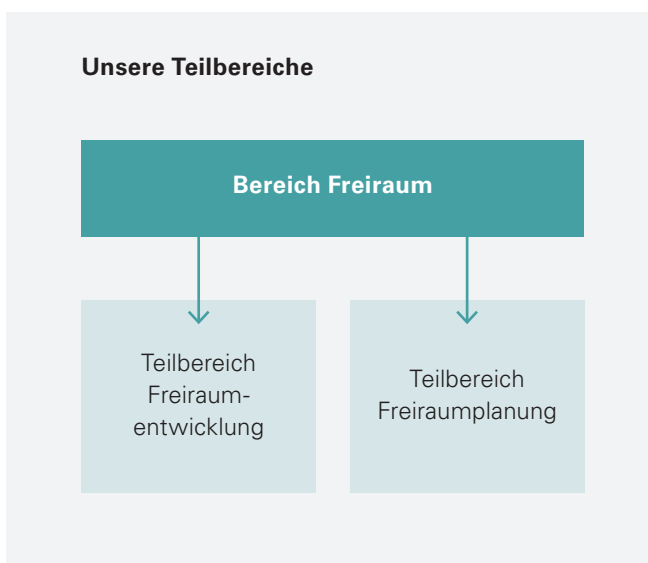 Unsere Teilbereiche
Bereich Freiraum
Teilbereich
Freiraum-
entwicklung
Teilbereich
Freiraumplanung